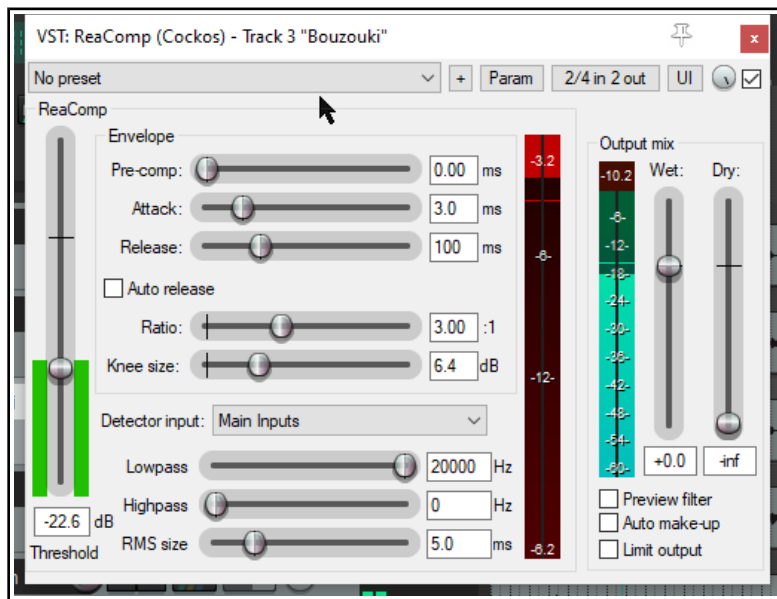 VST: ReaComp (Cockos) - Track 3 "Bouzouki"
x
No preset
+
Param
2/4 in 2 out
UI
ReaComp
Envelope
Pre-comp:
0.00 ms
Attack:
3.0 ms
Release:
100 ms
Auto release
Ratio:
3.00 :1
Knee size:
6.4 dB
Detector input:
Main Inputs
Lowpass
20000 Hz
Highpass
0 Hz
RMS size
5.0 ms
-22.6 dB
Threshold
-3.2
-6-
-12-
-6.2
Output mix
Wet:
Dry:
-10.2
-6-
-12-
-18-
-24-
-30-
-36-
-42-
-48-
-54-
-60-
+0.0
-inf
Preview filter
Auto make-up
Limit output